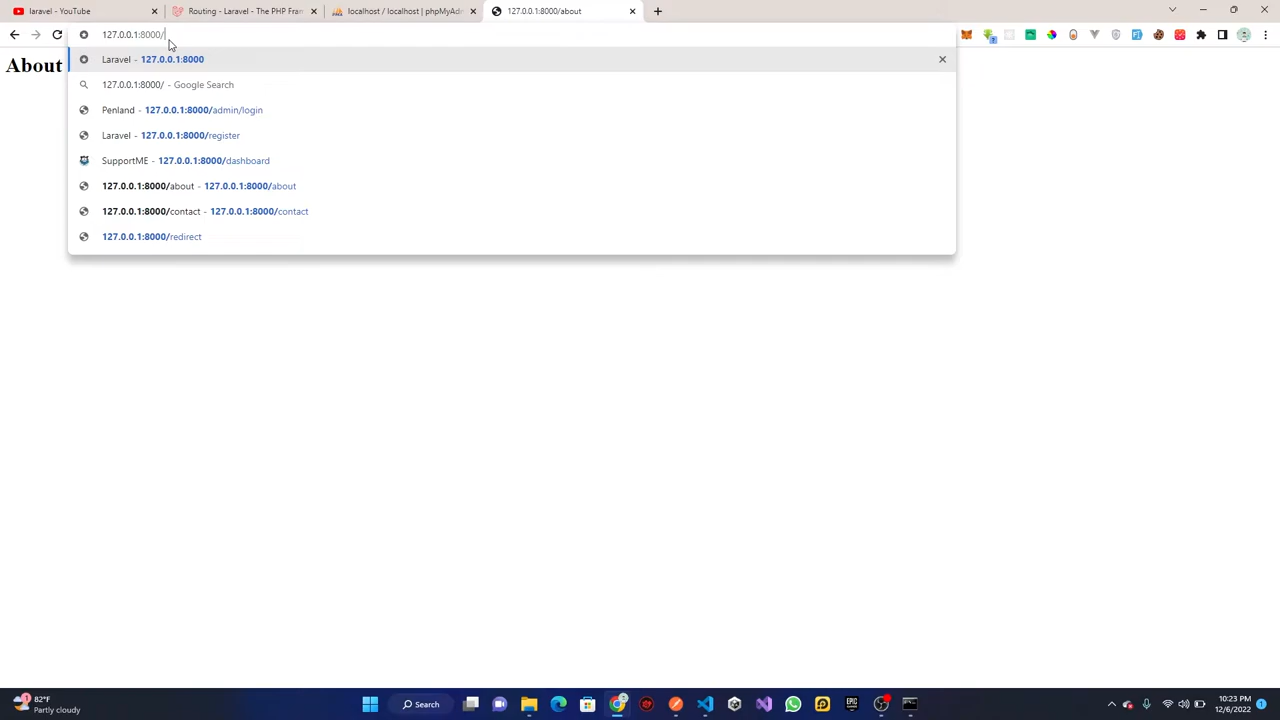 laravel - YouTube
Routing - Laravel - The PHP Fran
localhost / localhost | phpMyAdn
127.0.0.1:8000/about
127.0.0.1:8000/
About
Laravel - 127.0.0.1:8000
127.0.0.1:8000/ - Google Search
Penland - 127.0.0.1:8000/admin/login
Laravel - 127.0.0.1:8000/register
SupportME - 127.0.0.1:8000/dashboard
127.0.0.1:8000/about - 127.0.0.1:8000/about
127.0.0.1:8000/contact - 127.0.0.1:8000/contact
127.0.0.1:8000/redirect
82°F
Partly cloudy
Search
10:23 PM
12/6/2022